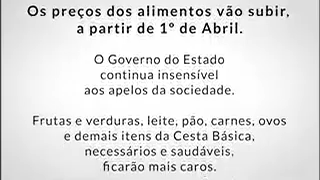 Os preços dos alimentos vão subir,
a partir de 1º de Abril.
O Governo do Estado
continua insensível
aos apelos da sociedade.
Frutas e verduras, leite, pão, carnes, ovos
e demais itens da Cesta Básica,
necessários e saudáveis,
ficarão mais caros.